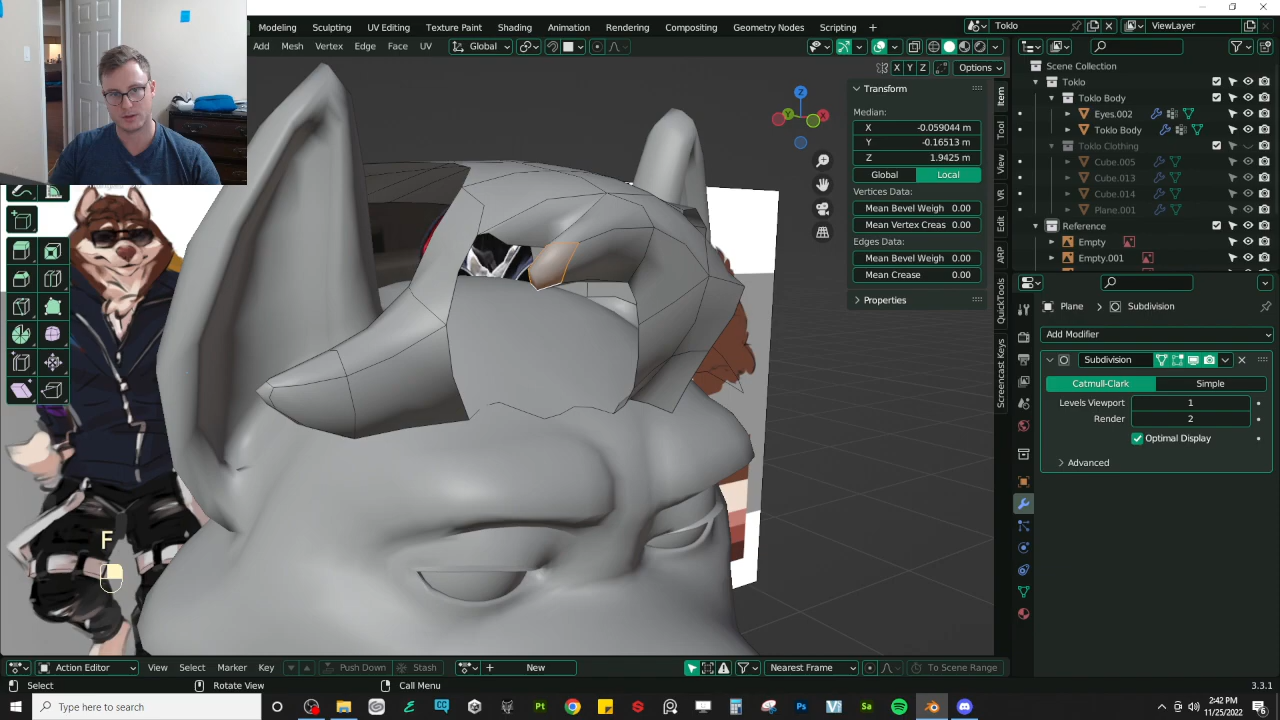 Modeling Sculpting UV Editing Texture Paint Shading Animation Rendering Compositing Geometry Nodes Scripting + Toklo ViewLayer
Add Mesh Vertex Edge Face UV Global
X Y Z Options
Transform
Median:
X -0.059044 m
Y -0.16513 m
Z 1.9425 m
Global Local
Vertices Data:
Mean Bevel Weigh 0.00
Mean Vertex Creas 0.00
Edges Data:
Mean Bevel Weigh 0.00
Mean Crease 0.00
Properties
Z
Y
X
Item
Tool
View
VR
Edit
ARP
QuickTools
Screencast Keys
Scene Collection
Toklo
Toklo Body
Eyes.002
Toklo Body
Toklo Clothing
Cube.005
Cube.013
Cube.014
Plane.001
Reference
Empty
Empty.001
Plane > Subdivision
Add Modifier
Subdivision
Catmull-Clark Simple
Levels Viewport 1
Render 2
Optimal Display
Advanced
F
Action Editor View Select Marker Key Push Down Stash New Nearest Frame To Scene Range
Select Rotate View Call Menu 3.3.1
Type here to search
2:42 PM
11/25/2022